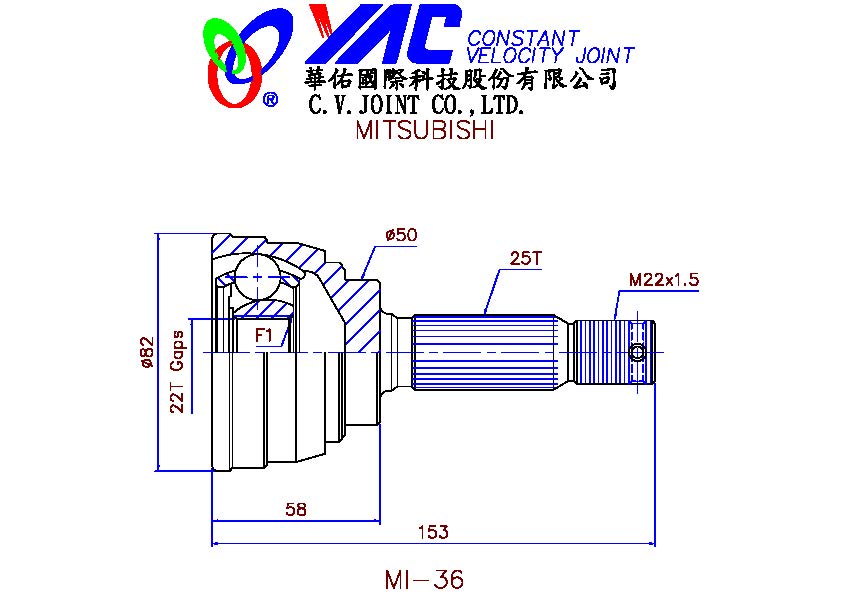 YAC CONSTANT
VELOCITY JOINT
®
華佑國際科技股份有限公司
C.V.JOINT CO.,LTD.
MITSUBISHI
ø50
25T
M22x1.5
F1
ø82
22T Gaps
58
153
MI-36